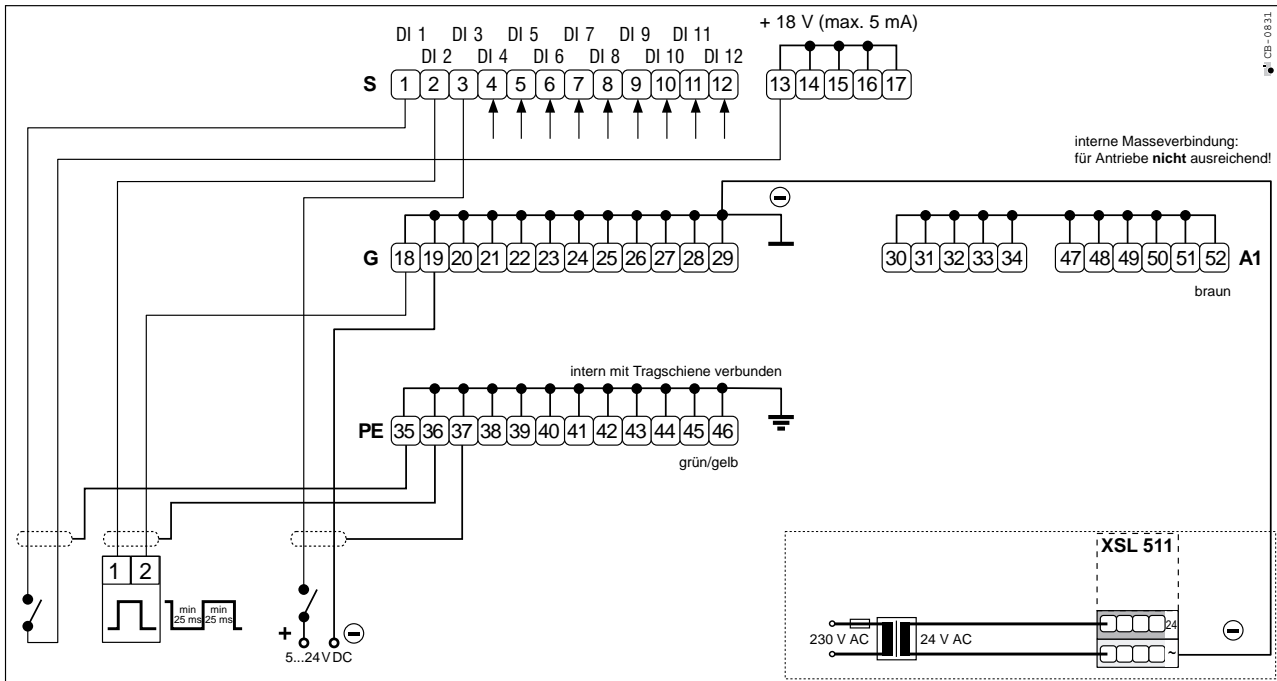 + 18 V (max. 5 mA)
CB-0831
DI 1 DI 3 DI 5 DI 7 DI 9 DI 11
DI 2 DI 4 DI 6 DI 8 DI 10 DI 12
S 1 2 3 4 5 6 7 8 9 10 11 12 13 14 15 16 17
interne Masseverbindung:
für Antriebe nicht ausreichend!
G 18 19 20 21 22 23 24 25 26 27 28 29 30 31 32 33 34 47 48 49 50 51 52 A1
braun
intern mit Tragschiene verbunden
PE 35 36 37 38 39 40 41 42 43 44 45 46
grün/gelb
XSL 511
1 2
min
25 ms
min
25 ms
+
5...24 V DC
230 V AC
24 V AC
24
~